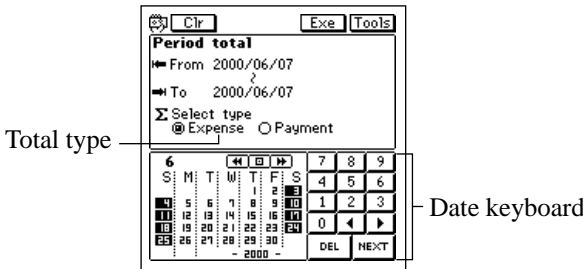 Clr Exe Tools
Period total
From 2000/06/07
~
To 2000/06/07
Σ Select type
Expense Payment
Total type
6
S M T W T F S
1 2 3
4 5 6 7 8 9 10
11 12 13 14 15 16 17
18 19 20 21 22 23 24
25 26 27 28 29 30
- 2000 -
7 8 9
4 5 6
1 2 3
0
DEL NEXT
Date keyboard